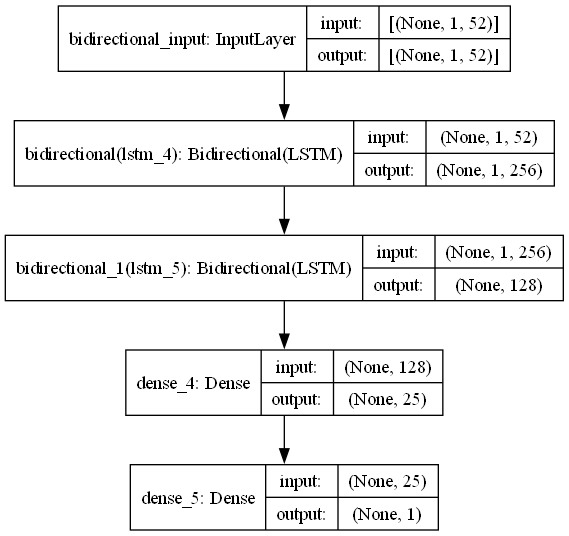 bidirectional_input: InputLayer
input: [(None, 1, 52)]
output: [(None, 1, 52)]
bidirectional(lstm_4): Bidirectional(LSTM)
input: (None, 1, 52)
output: (None, 1, 256)
bidirectional_1(lstm_5): Bidirectional(LSTM)
input: (None, 1, 256)
output: (None, 128)
dense_4: Dense
input: (None, 128)
output: (None, 25)
dense_5: Dense
input: (None, 25)
output: (None, 1)